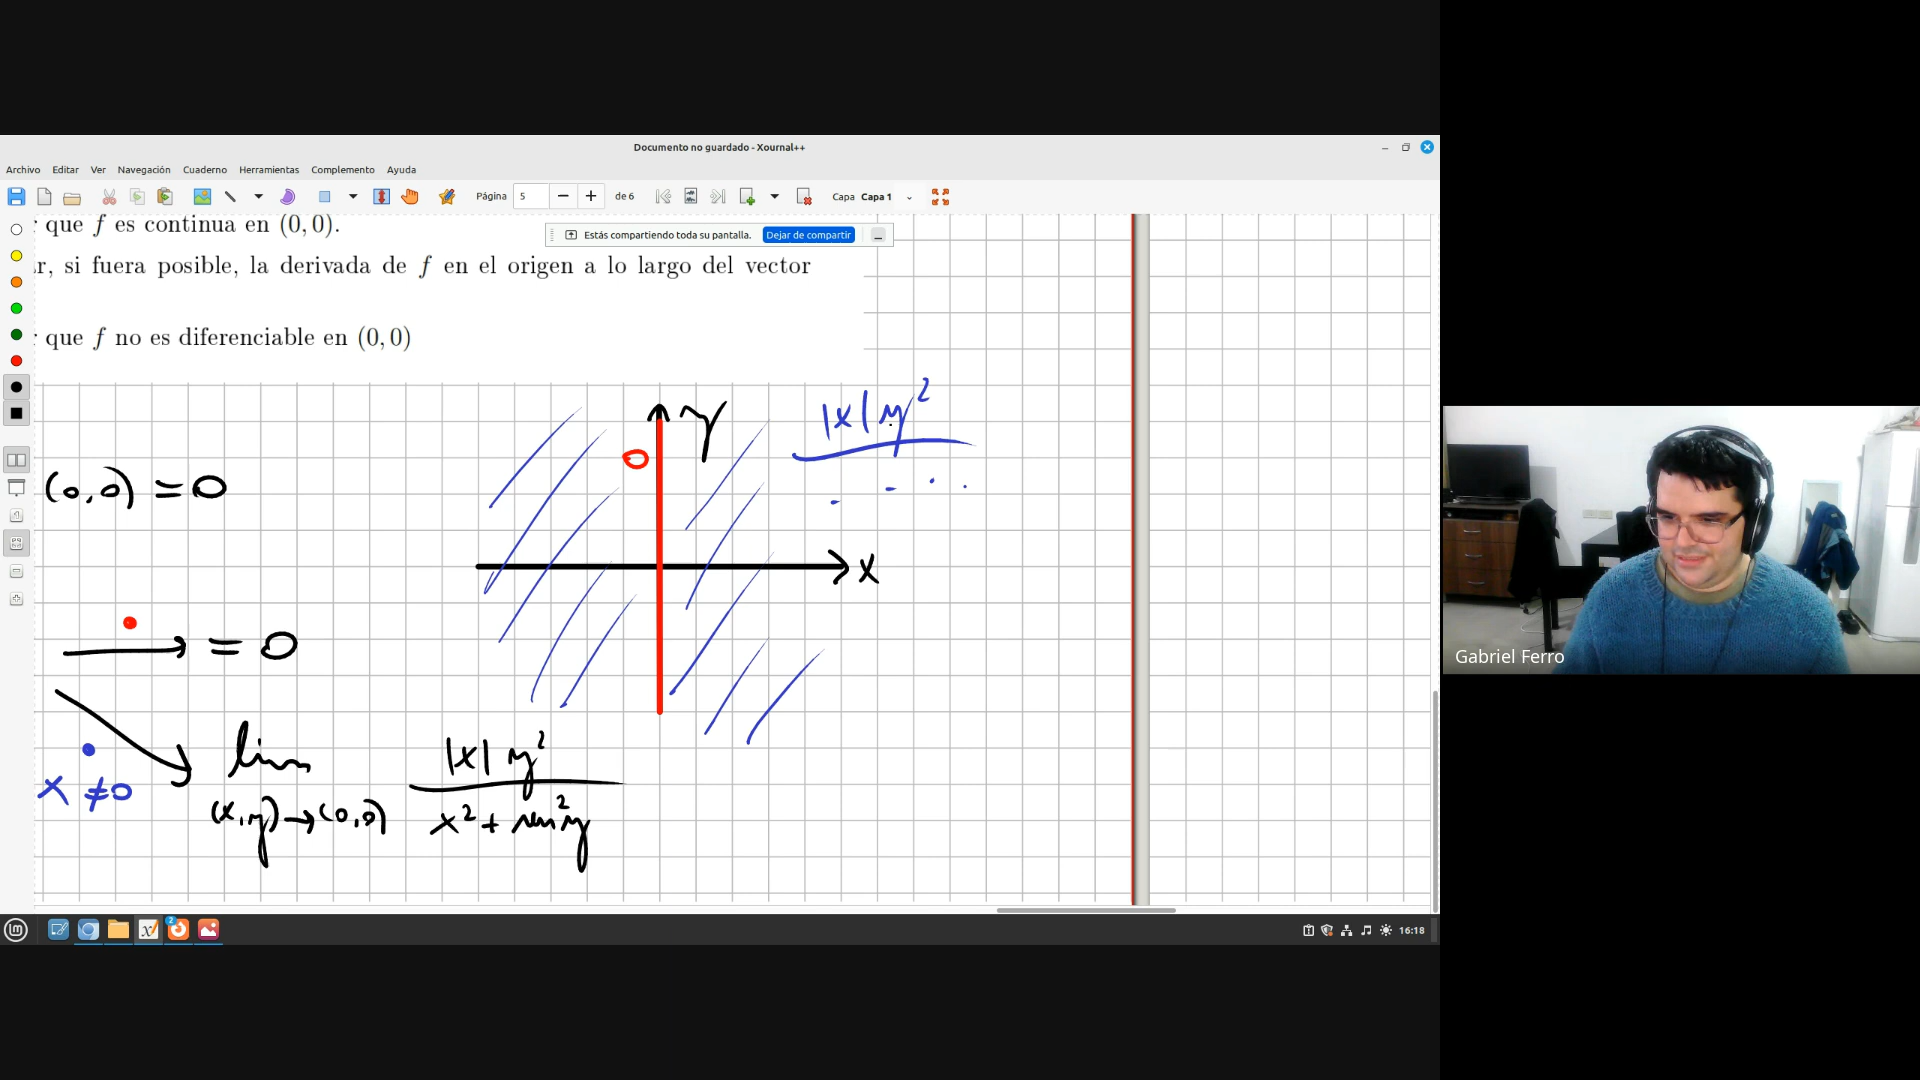 Documento no guardado - Xournal++
Archivo Editar Ver Navegación Cuaderno Herramientas Complemento Ayuda
Página 5 de 6 Capa Capa 1
que f es continua en (0, 0).
Estás compartiendo toda su pantalla. Dejar de compartir
r, si fuera posible, la derivada de f en el origen a lo largo del vector
que f no es diferenciable en (0, 0)
|x| y²
y
0
(0,0) = 0
x
= 0
lim |x| y²
x ≠ 0
(x,y) → (0,0) x² + sen² y
Gabriel Ferro
2
16:18